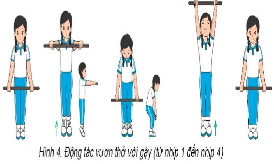 Hình 4. Động tác vươn thở với gậy (từ nhịp 1 đến nhịp 4)